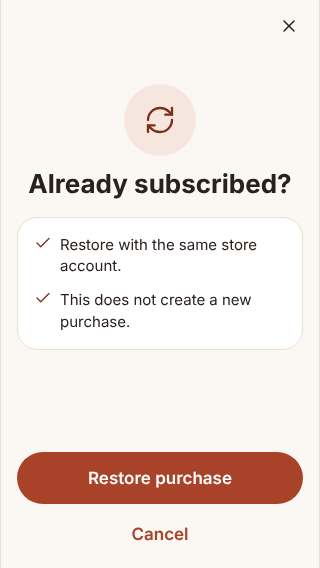 Already subscribed?
Restore with the same store
account.
This does not create a new
purchase.
Restore purchase
Cancel